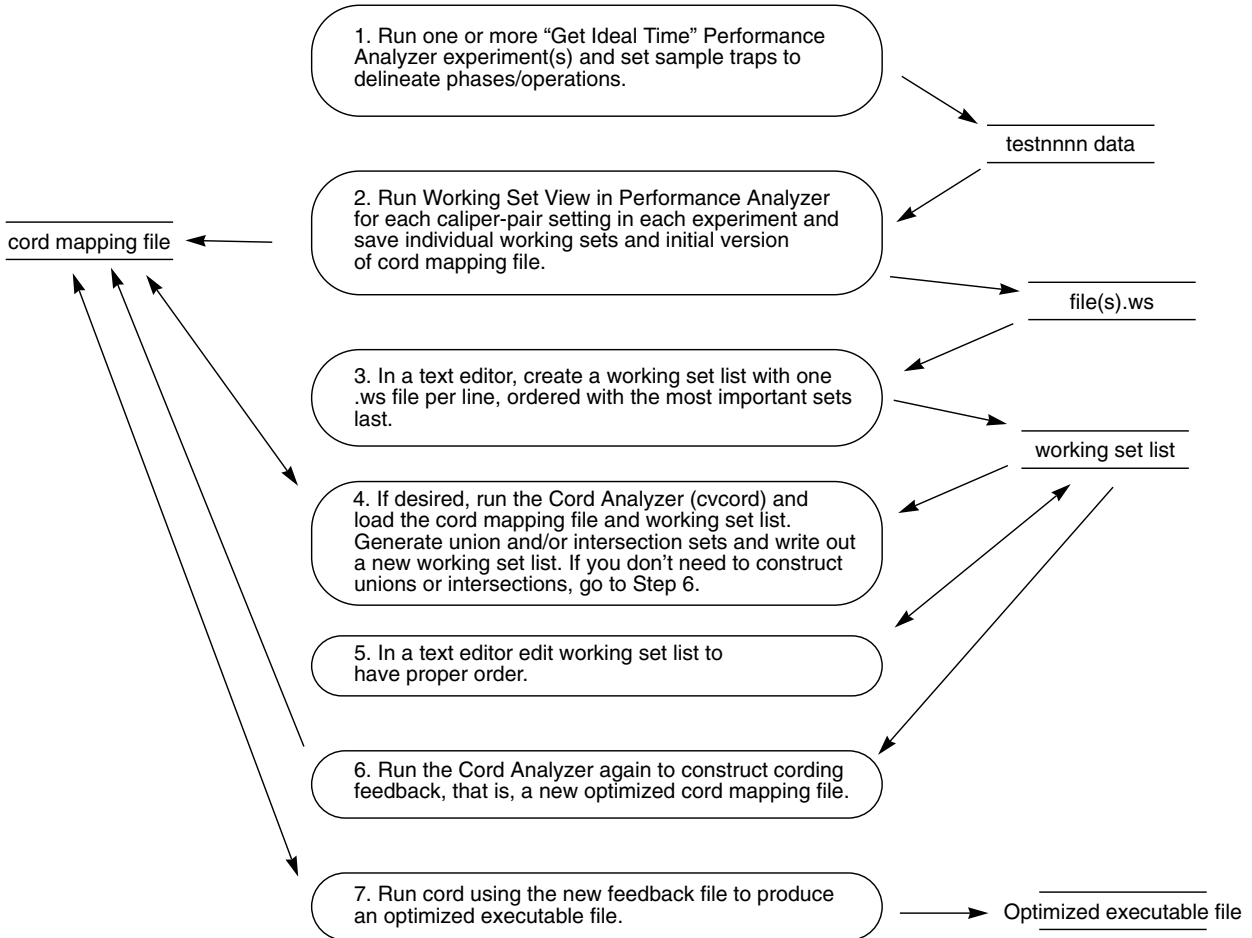 1. Run one or more “Get Ideal Time” Performance
Analyzer experiment(s) and set sample traps to
delineate phases/operations.
testnnnn data
2. Run Working Set View in Performance Analyzer
for each caliper-pair setting in each experiment and
save individual working sets and initial version
of cord mapping file.
cord mapping file
file(s).ws
3. In a text editor, create a working set list with one
.ws file per line, ordered with the most important sets
last.
working set list
4. If desired, run the Cord Analyzer (cvcord) and
load the cord mapping file and working set list.
Generate union and/or intersection sets and write out
a new working set list. If you don’t need to construct
unions or intersections, go to Step 6.
5. In a text editor edit working set list to
have proper order.
6. Run the Cord Analyzer again to construct cording
feedback, that is, a new optimized cord mapping file.
7. Run cord using the new feedback file to produce
an optimized executable file.
Optimized executable file